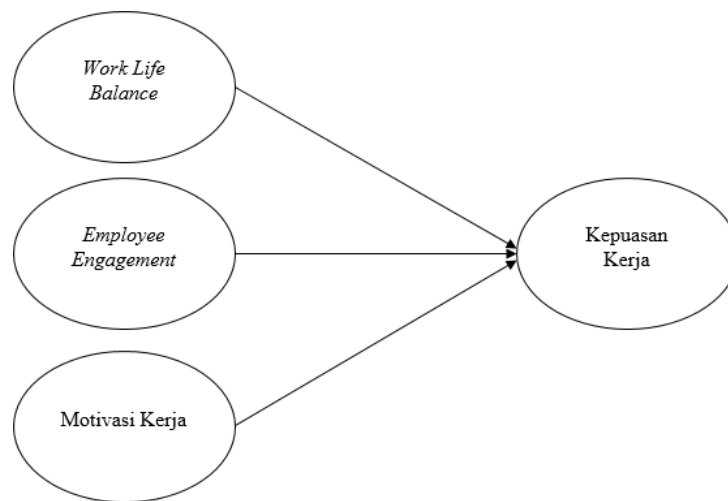 Work Life
Balance
Employee
Engagement
Kepuasan
Kerja
Motivasi Kerja